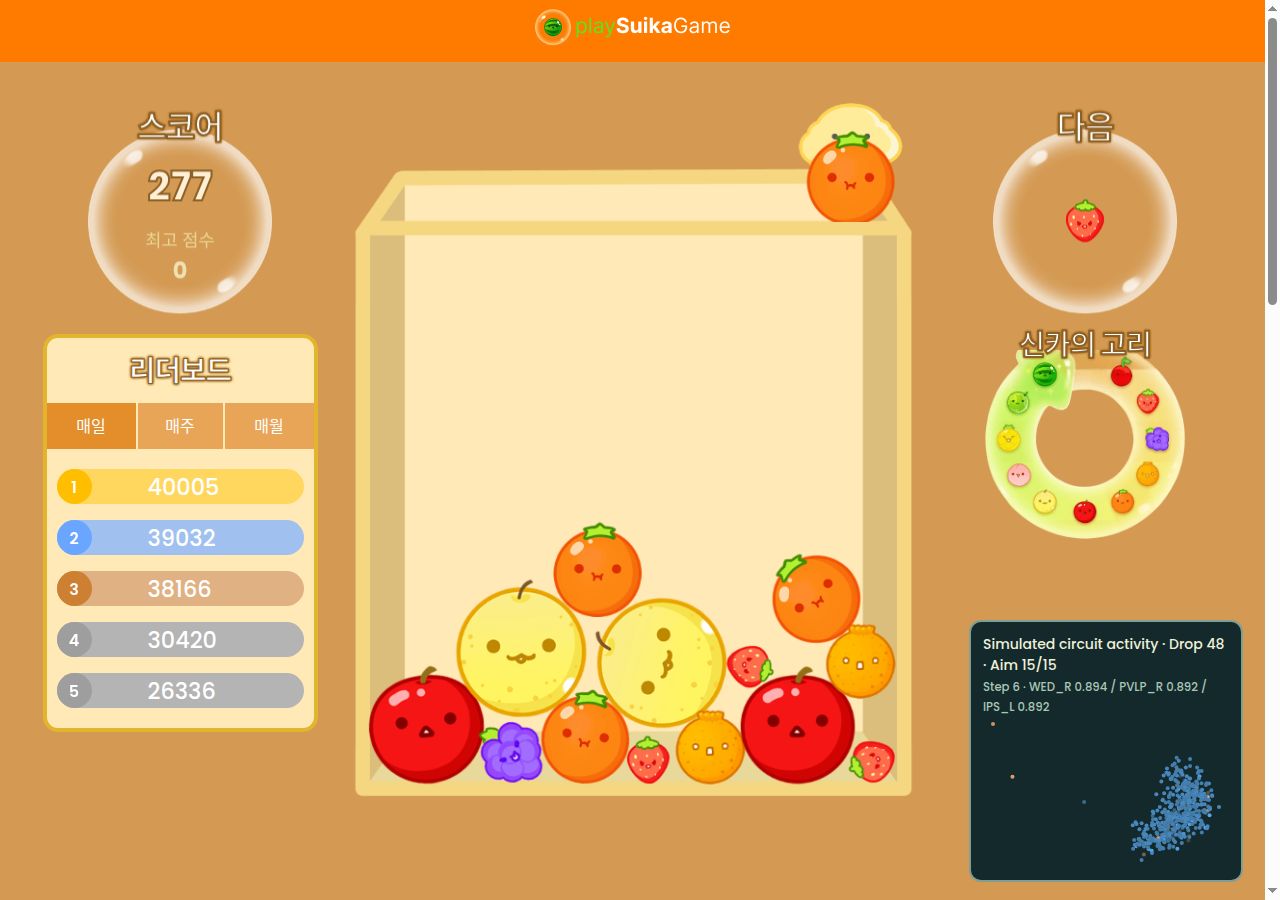 playSuikaGame
스코어
277
최고 점수
0
다음
신카의 고리
리더보드
매일 매주 매월
1 40005
2 39032
3 38166
4 30420
5 26336
Simulated circuit activity · Drop 48
· Aim 15/15
Step 6 · WED_R 0.894 / PVLP_R 0.892 /
IPS_L 0.892